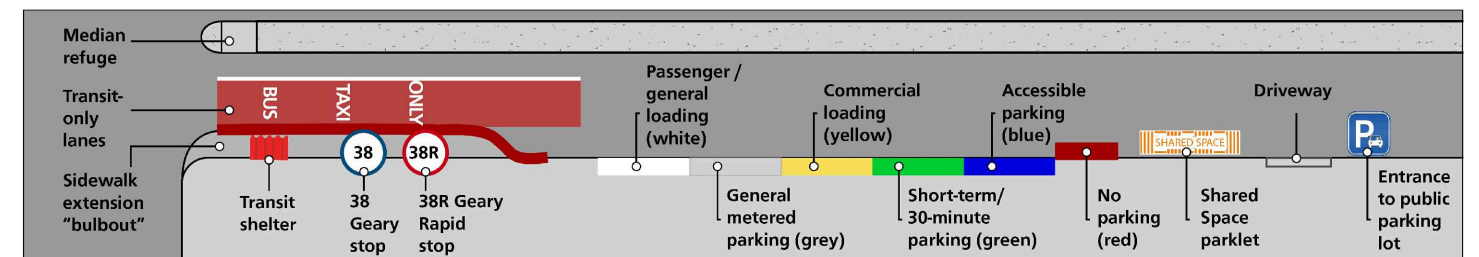 Median
refuge
Transit-
only
lanes
Sidewalk
extension
“bulbout”
BUS
TAXI
ONLY
38
38R
Transit
shelter
38
Geary
stop
38R Geary
Rapid
stop
Passenger /
general
loading
(white)
General
metered
parking (grey)
Commercial
loading
(yellow)
Short-term/
30-minute
parking (green)
Accessible
parking
(blue)
No
parking
(red)
SHARED SPACE
Shared
Space
parklet
Driveway
P
Entrance
to public
parking
lot